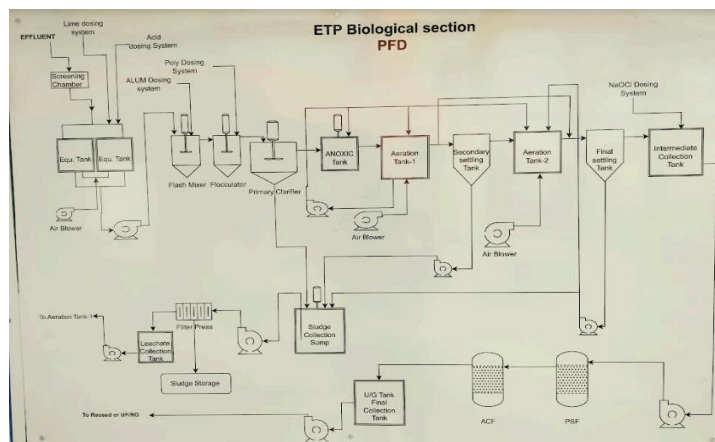 ETP Biological section
PFD
EFFLUENT
Lime dosing
system
Acid
dosing System
Screening
Chamber
Poly Dosing
System
ALUM Dosing
system
NaOCl Dosing
System
Equ. Tank
Equ. Tank
Flash Mixer
Flocculator
Primary Clarifier
ANOXIC
Tank
Aeration
Tank-1
Secondary
settling
Tank
Aeration
Tank-2
Final
settling
Tank
Intermediate
Collection
Tank
Air Blower
Air Blower
Air Blower
To Aeration Tank-1
Filter Press
Leachate
Collection
Tank
Sludge
Collection
Sump
Sludge Storage
U/G Tank
Final
Collection
Tank
ACF
PSF
To Reused or UF/RO